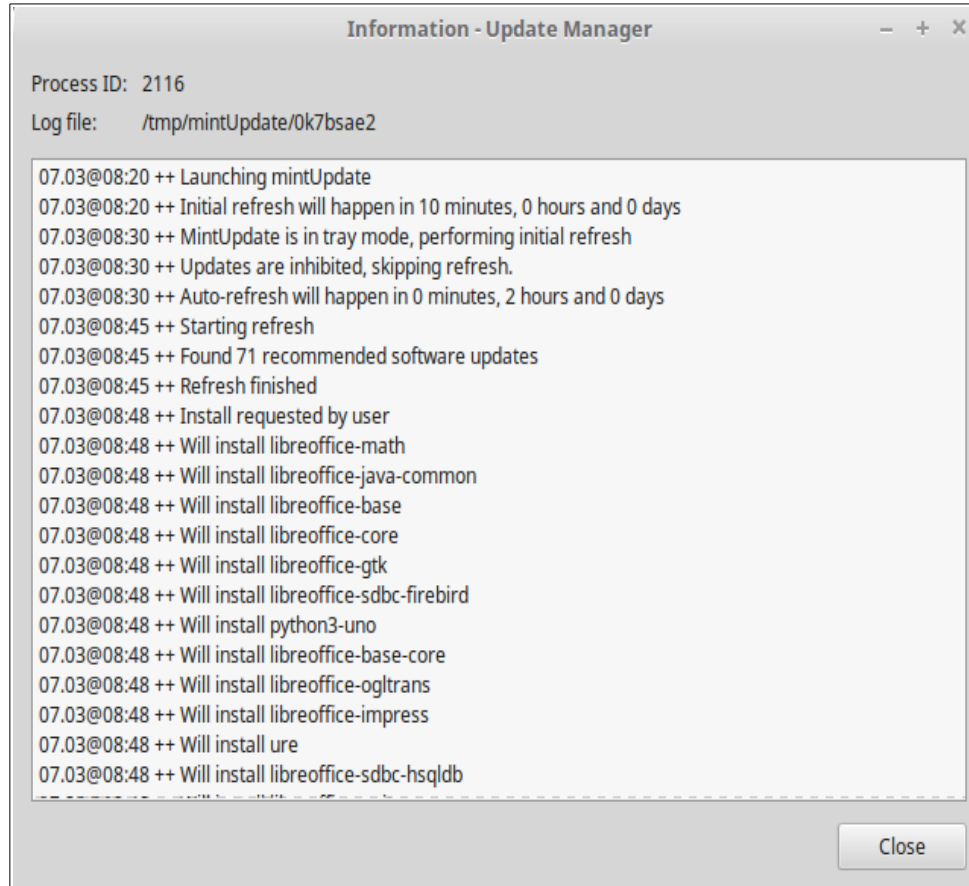 Information - Update Manager
Process ID: 2116
Log file: /tmp/mintUpdate/0k7bsae2
07.03@08:20 ++ Launching mintUpdate
07.03@08:20 ++ Initial refresh will happen in 10 minutes, 0 hours and 0 days
07.03@08:30 ++ MintUpdate is in tray mode, performing initial refresh
07.03@08:30 ++ Updates are inhibited, skipping refresh.
07.03@08:30 ++ Auto-refresh will happen in 0 minutes, 2 hours and 0 days
07.03@08:45 ++ Starting refresh
07.03@08:45 ++ Found 71 recommended software updates
07.03@08:45 ++ Refresh finished
07.03@08:48 ++ Install requested by user
07.03@08:48 ++ Will install libreoffice-math
07.03@08:48 ++ Will install libreoffice-java-common
07.03@08:48 ++ Will install libreoffice-base
07.03@08:48 ++ Will install libreoffice-core
07.03@08:48 ++ Will install libreoffice-gtk
07.03@08:48 ++ Will install libreoffice-sdbc-firebird
07.03@08:48 ++ Will install python3-uno
07.03@08:48 ++ Will install libreoffice-base-core
07.03@08:48 ++ Will install libreoffice-ogltrans
07.03@08:48 ++ Will install libreoffice-impress
07.03@08:48 ++ Will install ure
07.03@08:48 ++ Will install libreoffice-sdbc-hsqldb
Close